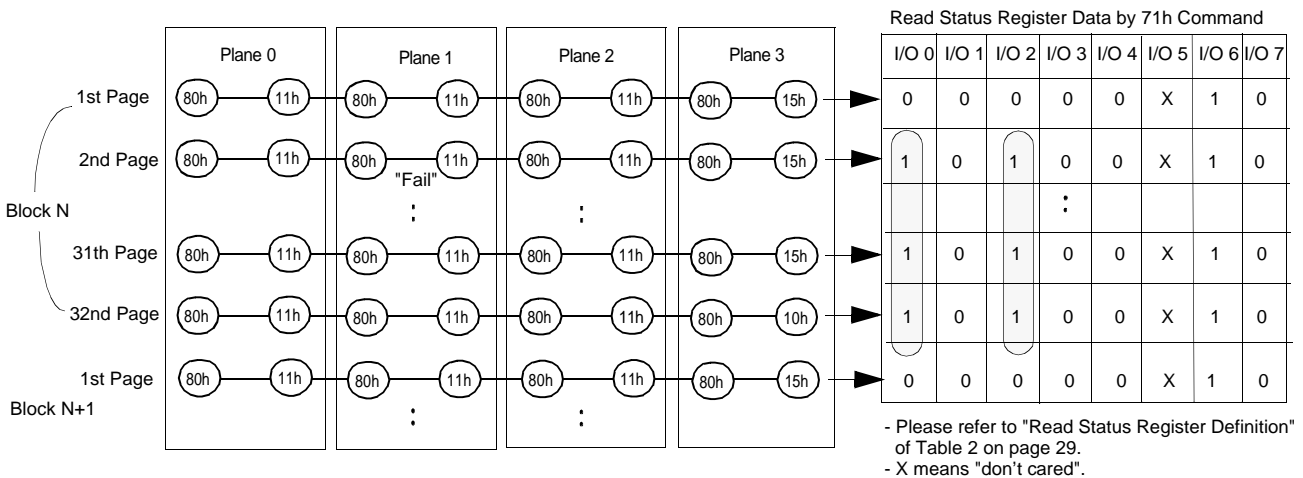 Read Status Register Data by 71h Command
Plane 0 Plane 1 Plane 2 Plane 3 I/O 0 I/O 1 I/O 2 I/O 3 I/O 4 I/O 5 I/O 6 I/O 7
1st Page 80h 11h 80h 11h 80h 11h 80h 15h 0 0 0 0 0 X 1 0
2nd Page 80h 11h 80h 11h 80h 11h 80h 15h 1 0 1 0 0 X 1 0
"Fail"
Block N : : :
31th Page 80h 11h 80h 11h 80h 11h 80h 15h 1 0 1 0 0 X 1 0
32nd Page 80h 11h 80h 11h 80h 11h 80h 10h 1 0 1 0 0 X 1 0
1st Page 80h 11h 80h 11h 80h 11h 80h 15h 0 0 0 0 0 X 1 0
Block N+1 : :
- Please refer to "Read Status Register Definition"
of Table 2 on page 29.
- X means "don't cared".